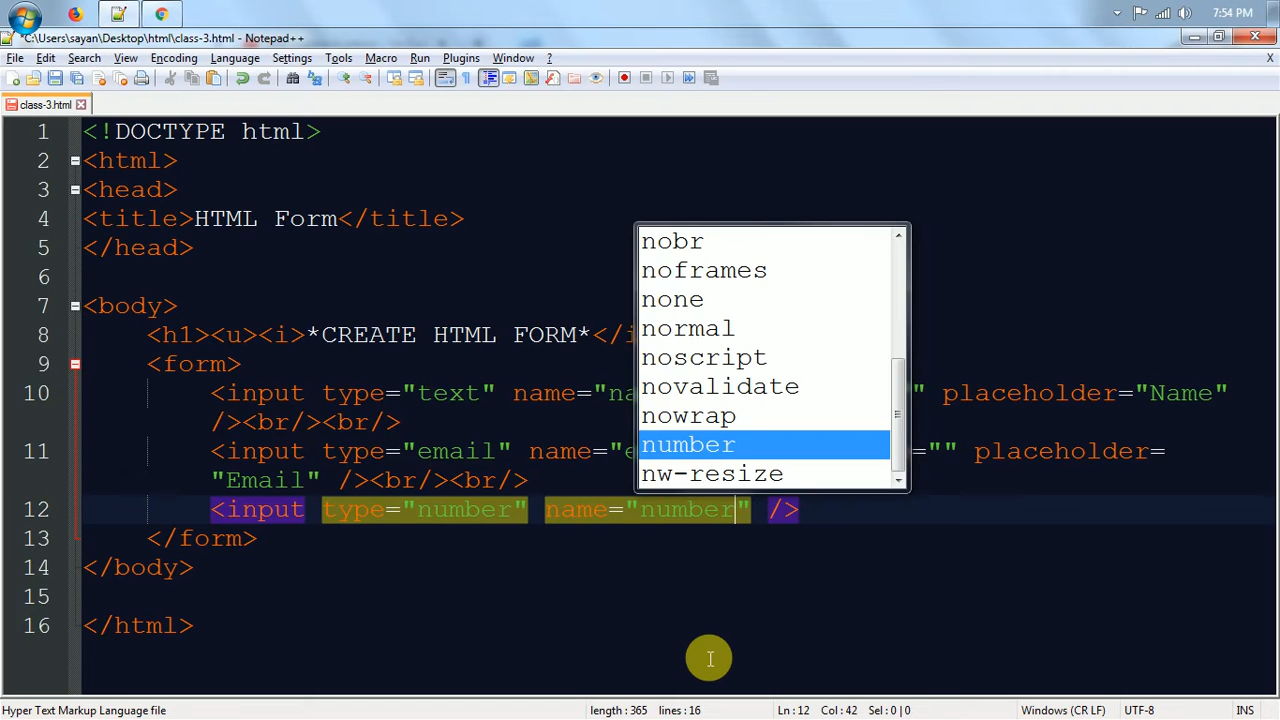 7:54 PM
*C:\Users\sayan\Desktop\html\class-3.html - Notepad++
File Edit Search View Encoding Language Settings Tools Macro Run Plugins Window ? X
class-3.html
1 <!DOCTYPE html>
2 <html>
3 <head>
4 <title>HTML Form</title>
5 </head>
6
7 <body>
8 <h1><u><i>*CREATE HTML FORM*</i
9 <form>
10 <input type="text" name="na " placeholder="Name"
/><br/><br/>
11 <input type="email" name="e ="" placeholder=
"Email" /><br/><br/>
12 <input type="number" name="number" />
13 </form>
14 </body>
15
16 </html>
nobr
noframes
none
normal
noscript
novalidate
nowrap
number
nw-resize
Hyper Text Markup Language file length : 365 lines : 16 Ln : 12 Col : 42 Sel : 0 | 0 Windows (CR LF) UTF-8 INS